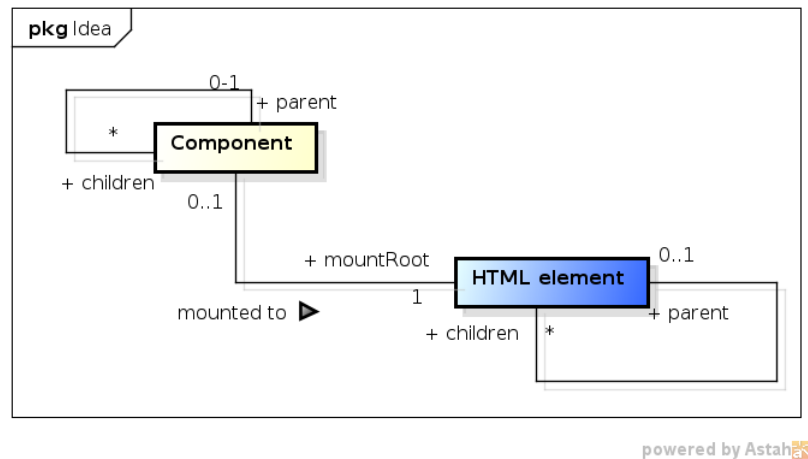 pkg Idea
0-1
+ parent
*
Component
+ children
0..1
0..1
+ mountRoot
HTML element
1
mounted to
+ parent
+ children
*
powered by Astah